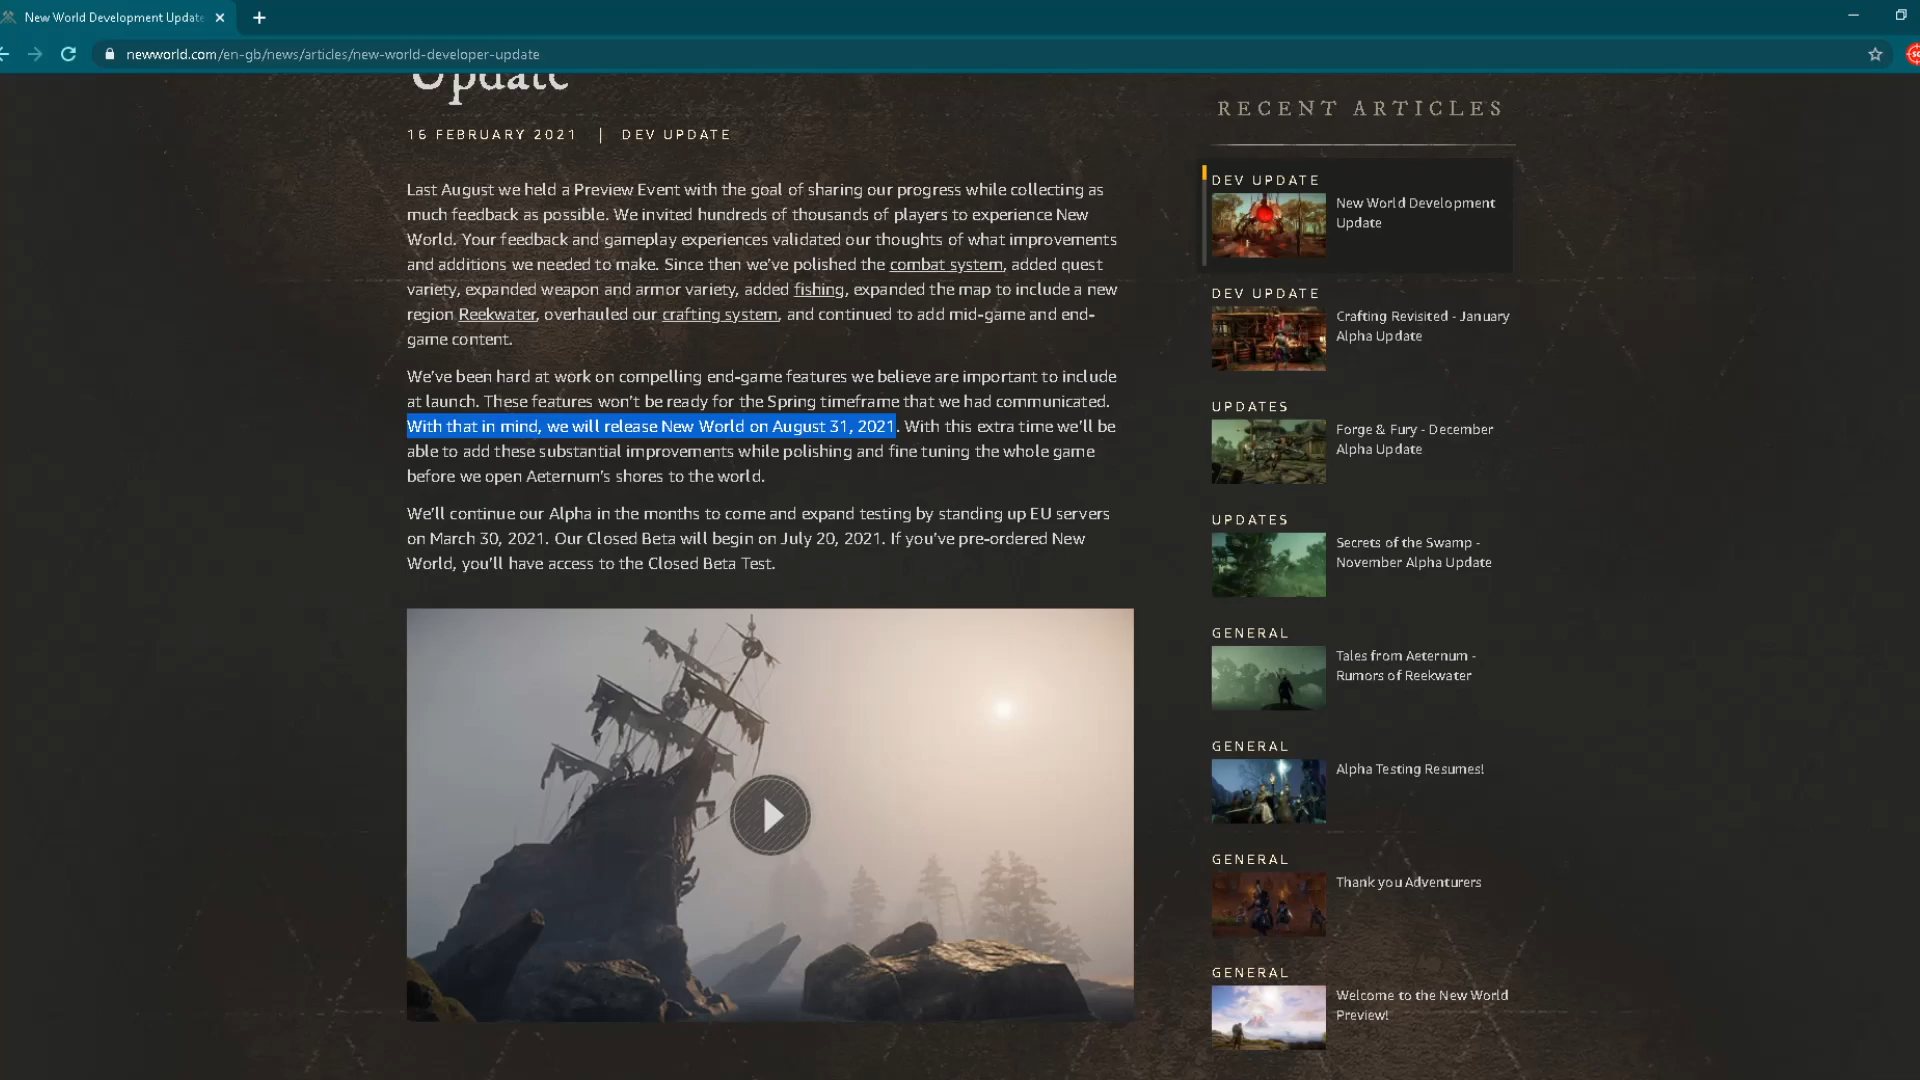 New World Development Update
newworld.com/en-gb/news/articles/new-world-developer-update
Update
16 FEBRUARY 2021 | DEV UPDATE
Last August we held a Preview Event with the goal of sharing our progress while collecting as
much feedback as possible. We invited hundreds of thousands of players to experience New
World. Your feedback and gameplay experiences validated our thoughts of what improvements
and additions we needed to make. Since then we've polished the combat system, added quest
variety, expanded weapon and armor variety, added fishing, expanded the map to include a new
region Reekwater, overhauled our crafting system, and continued to add mid-game and end-
game content.
We've been hard at work on compelling end-game features we believe are important to include
at launch. These features won't be ready for the Spring timeframe that we had communicated.
With that in mind, we will release New World on August 31, 2021. With this extra time we'll be
able to add these substantial improvements while polishing and fine tuning the whole game
before we open Aeternum's shores to the world.
We'll continue our Alpha in the months to come and expand testing by standing up EU servers
on March 30, 2021. Our Closed Beta will begin on July 20, 2021. If you've pre-ordered New
World, you'll have access to the Closed Beta Test.
RECENT ARTICLES
DEV UPDATE
New World Development
Update
DEV UPDATE
Crafting Revisited - January
Alpha Update
UPDATES
Forge & Fury - December
Alpha Update
UPDATES
Secrets of the Swamp -
November Alpha Update
GENERAL
Tales from Aeternum -
Rumors of Reekwater
GENERAL
Alpha Testing Resumes!
GENERAL
Thank you Adventurers
GENERAL
Welcome to the New World
Preview!